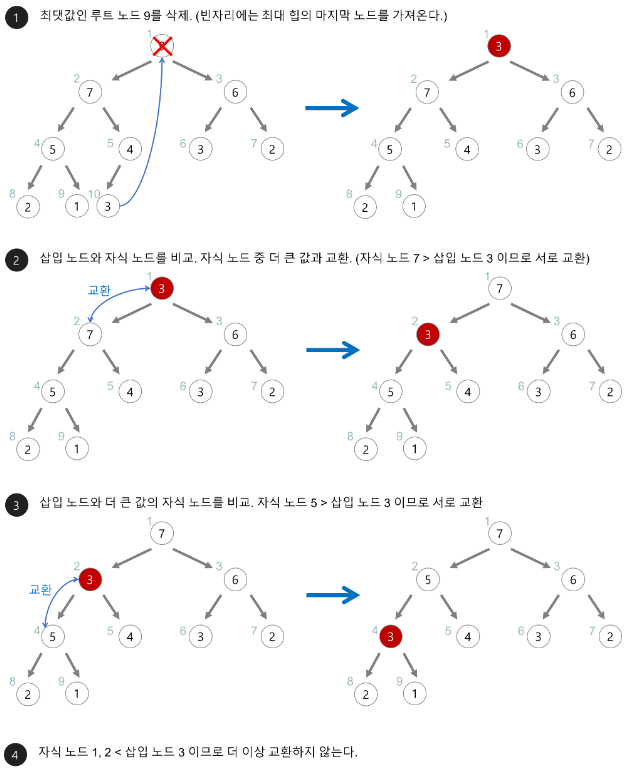 1 최댓값인 루트 노드 9를 삭제. (빈자리에는 최대 힙의 마지막 노드를 가져온다.)
1 1
2 7 3 6 2 7 3 6
4 5 5 4 6 3 7 2 4 5 5 4 6 3 7 2
8 2 9 1 10 3 8 2 9 1
2 삽입 노드와 자식 노드를 비교. 자식 노드 중 더 큰 값과 교환. (자식 노드 7 > 삽입 노드 3 이므로 서로 교환)
교환 1 3 1 7
2 7 3 6 2 3 3 6
4 5 5 4 6 3 7 2 4 5 5 4 6 3 7 2
8 2 9 1 8 2 9 1
3 삽입 노드와 더 큰 값의 자식 노드를 비교. 자식 노드 5 > 삽입 노드 3 이므로 서로 교환
1 7 1 7
교환 2 3 3 6 2 5 3 6
4 5 5 4 6 3 7 2 4 3 5 4 6 3 7 2
8 2 9 1 8 2 9 1
4 자식 노드 1, 2 < 삽입 노드 3 이므로 더 이상 교환하지 않는다.